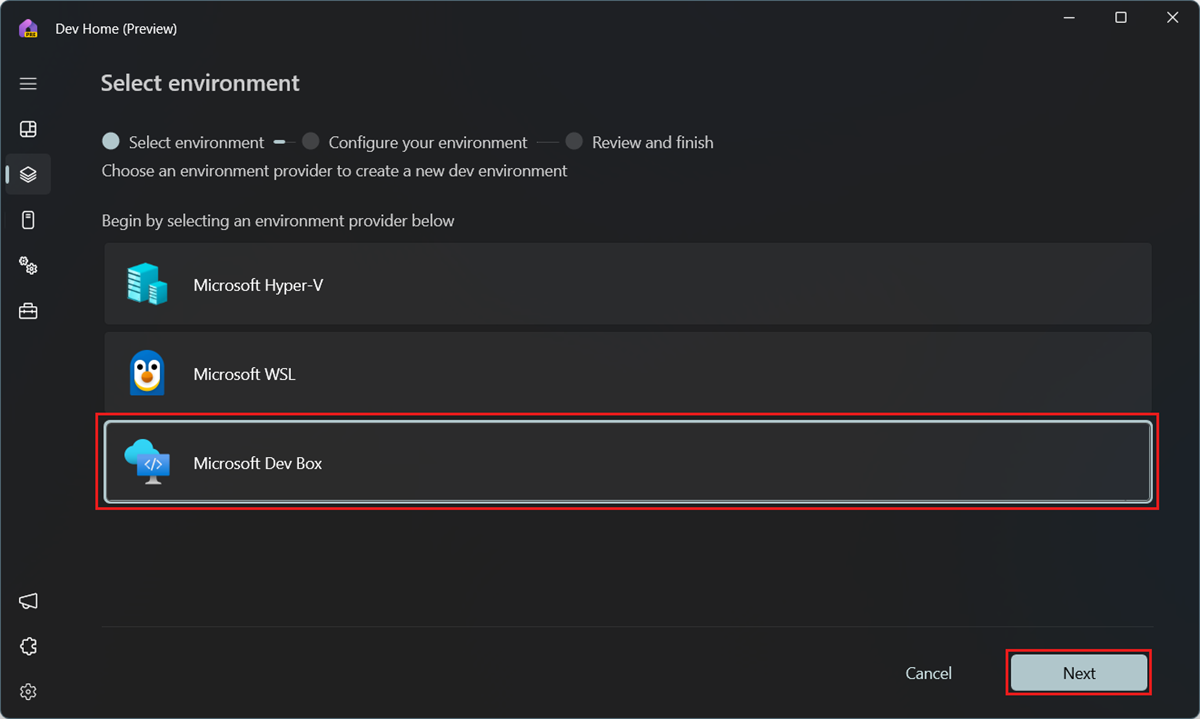 Dev Home (Preview)
Select environment
Select environment
Configure your environment
Review and finish
Choose an environment provider to create a new dev environment
Begin by selecting an environment provider below
Microsoft Hyper-V
Microsoft WSL
Microsoft Dev Box
Cancel
Next